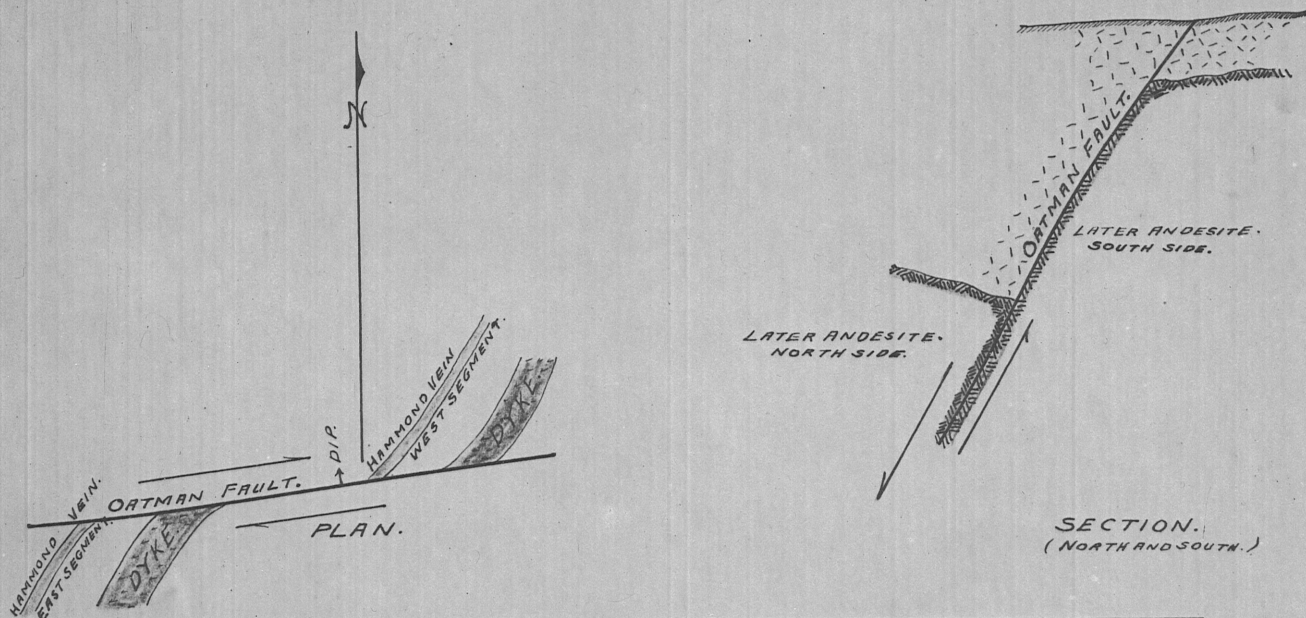 N
HAMMOND VEIN
WEST SEGMENT.
DYKE.
DIP.
HAMMOND VEIN.
EAST SEGMENT.
OATMAN FAULT.
DYKE.
PLAN.
OATMAN FAULT.
LATER ANDESITE.
SOUTH SIDE.
LATER ANDESITE.
NORTH SIDE.
SECTION.
(NORTH AND SOUTH.)